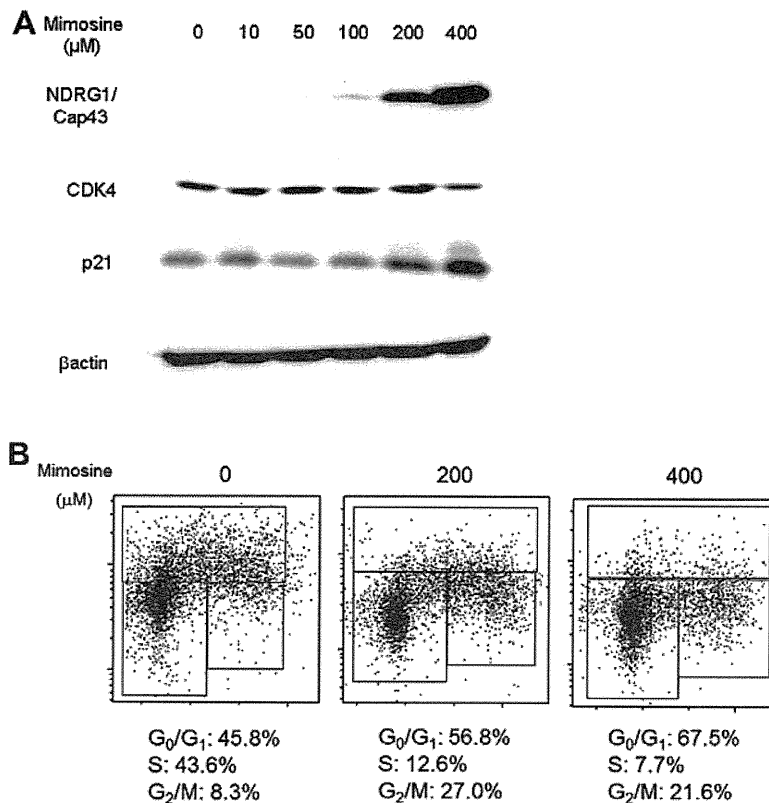 A Mimosine 0 10 50 100 200 400
(µM)
NDRG1/
Cap43
CDK4
p21
βactin
B Mimosine 0 200 400
(µM)
G₀/G₁: 45.8% G₀/G₁: 56.8% G₀/G₁: 67.5%
S: 43.6% S: 12.6% S: 7.7%
G₂/M: 8.3% G₂/M: 27.0% G₂/M: 21.6%